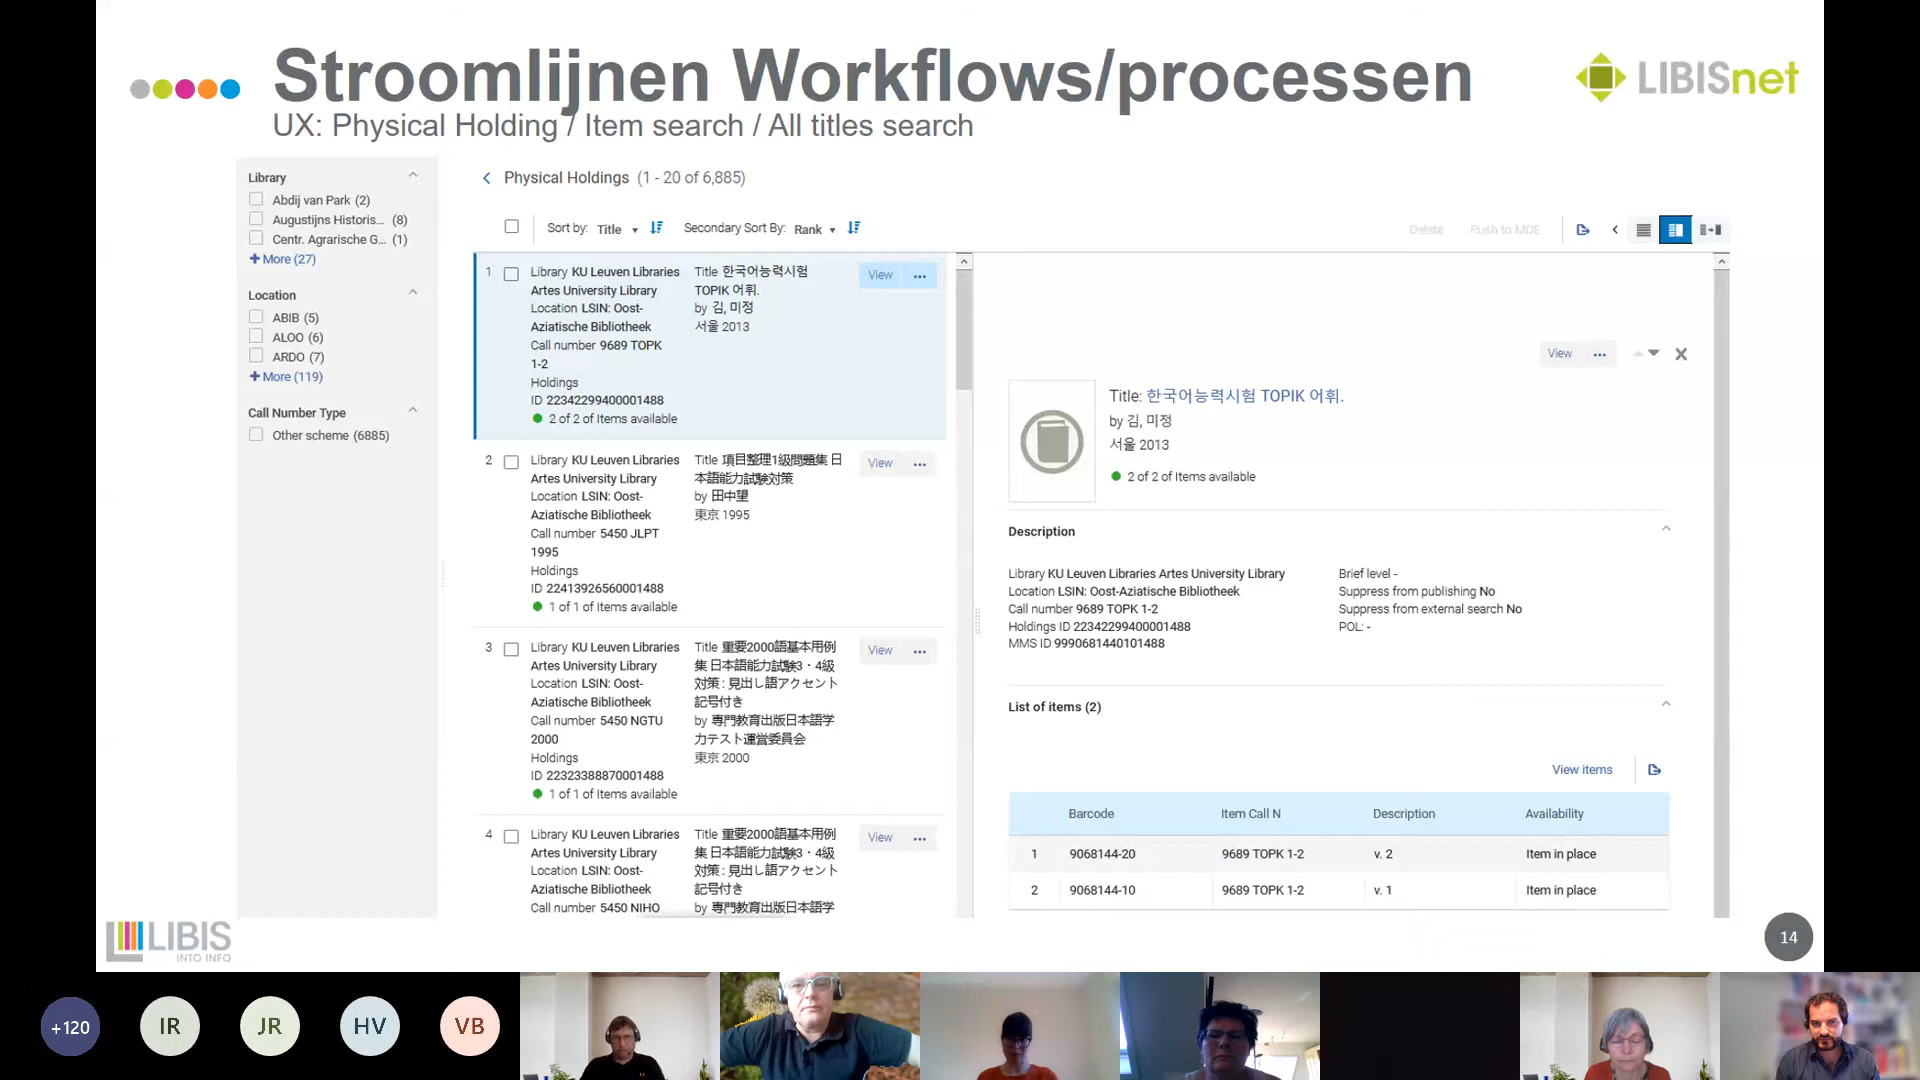 Stroomlijnen Workflows/processen
UX: Physical Holding / Item search / All titles search
LIBISnet
Library
Abdij van Park (2)
Augustijns Historis... (8)
Centr. Agrarische G... (1)
+ More (27)
Location
ABIB (5)
ALOO (6)
ARDO (7)
+ More (119)
Call Number Type
Other scheme (6885)
Physical Holdings (1 - 20 of 6,885)
Sort by: Title
Secondary Sort By: Rank
Delete
Push to MDE
1
Library KU Leuven Libraries
Artes University Library
Location LSIN: Oost-
Aziatische Bibliotheek
Call number 9689 TOPK
1-2
Holdings
ID 22342299400001488
2 of 2 of Items available
Title 한국어능력시험
TOPIK 어휘.
by 김, 미정
서울 2013
View
2
Library KU Leuven Libraries
Artes University Library
Location LSIN: Oost-
Aziatische Bibliotheek
Call number 5450 JLPT
1995
Holdings
ID 22413926560001488
1 of 1 of Items available
Title 項目整理1級問題集 日
本語能力試験対策
by 田中望
東京 1995
View
3
Library KU Leuven Libraries
Artes University Library
Location LSIN: Oost-
Aziatische Bibliotheek
Call number 5450 NGTU
2000
Holdings
ID 22323388870001488
1 of 1 of Items available
Title 重要2000語基本用例
集 日本語能力試験3・4級
対策 : 見出し語アクセント
記号付き
by 専門教育出版日本語学
力テスト運営委員会
東京 2000
View
4
Library KU Leuven Libraries
Artes University Library
Location LSIN: Oost-
Aziatische Bibliotheek
Call number 5450 NIHO
Title 重要2000語基本用例
集 日本語能力試験3・4級
対策 : 見出し語アクセント
記号付き
by 専門教育出版日本語学
View
View
Title: 한국어능력시험 TOPIK 어휘.
by 김, 미정
서울 2013
2 of 2 of Items available
Description
Library KU Leuven Libraries Artes University Library
Location LSIN: Oost-Aziatische Bibliotheek
Call number 9689 TOPK 1-2
Holdings ID 22342299400001488
MMS ID 9990681440101488
Brief level -
Suppress from publishing No
Suppress from external search No
POL: -
List of items (2)
View items
Barcode Item Call N Description Availability
1 9068144-20 9689 TOPK 1-2 v. 2 Item in place
2 9068144-10 9689 TOPK 1-2 v. 1 Item in place
LIBIS
INTO INFO
14
+120
IR
JR
HV
VB